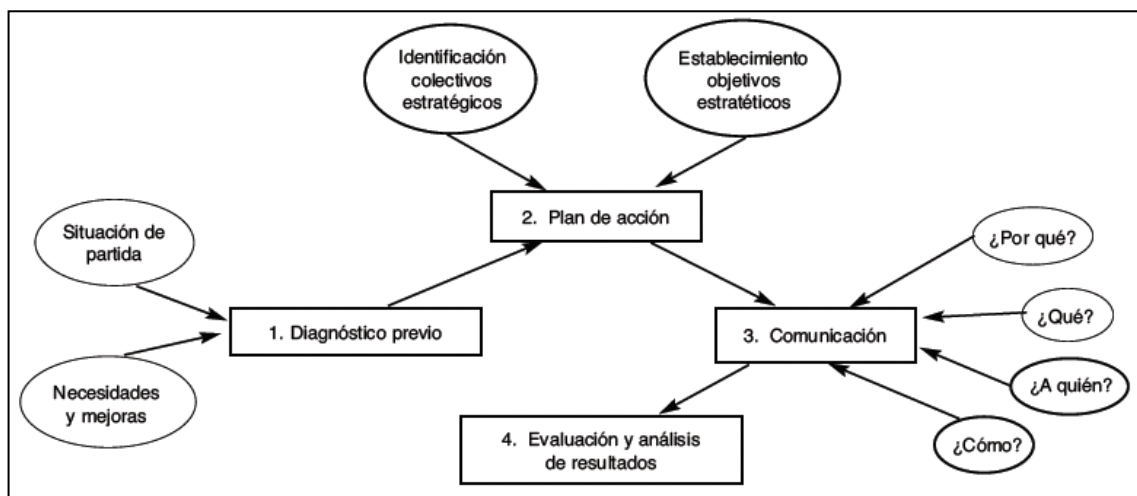 Identificación
colectivos
estratégicos
Establecimiento
objetivos
estratéticos
2. Plan de acción
Situación de
partida
¿Por qué?
1. Diagnóstico previo
3. Comunicación
¿Qué?
¿A quién?
Necesidades
y mejoras
4. Evaluación y análisis
de resultados
¿Cómo?